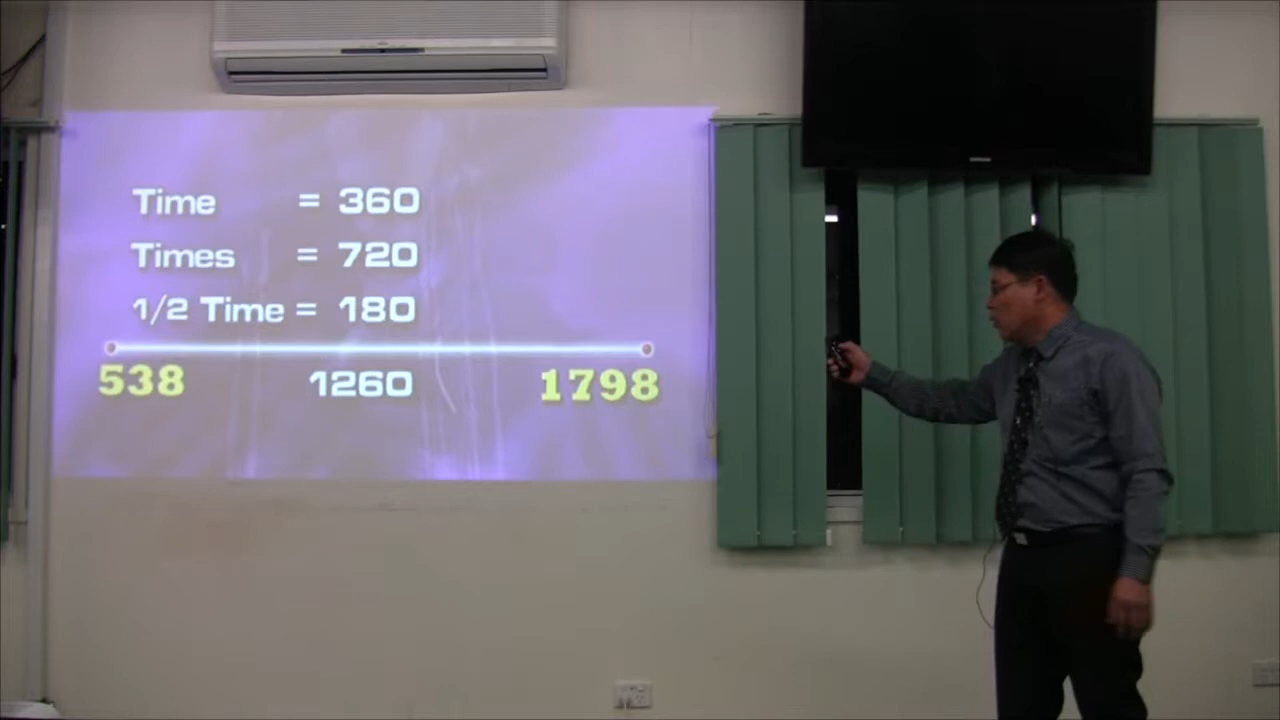 Time = 360
Times = 720
1/2 Time = 180
538 1260 1798